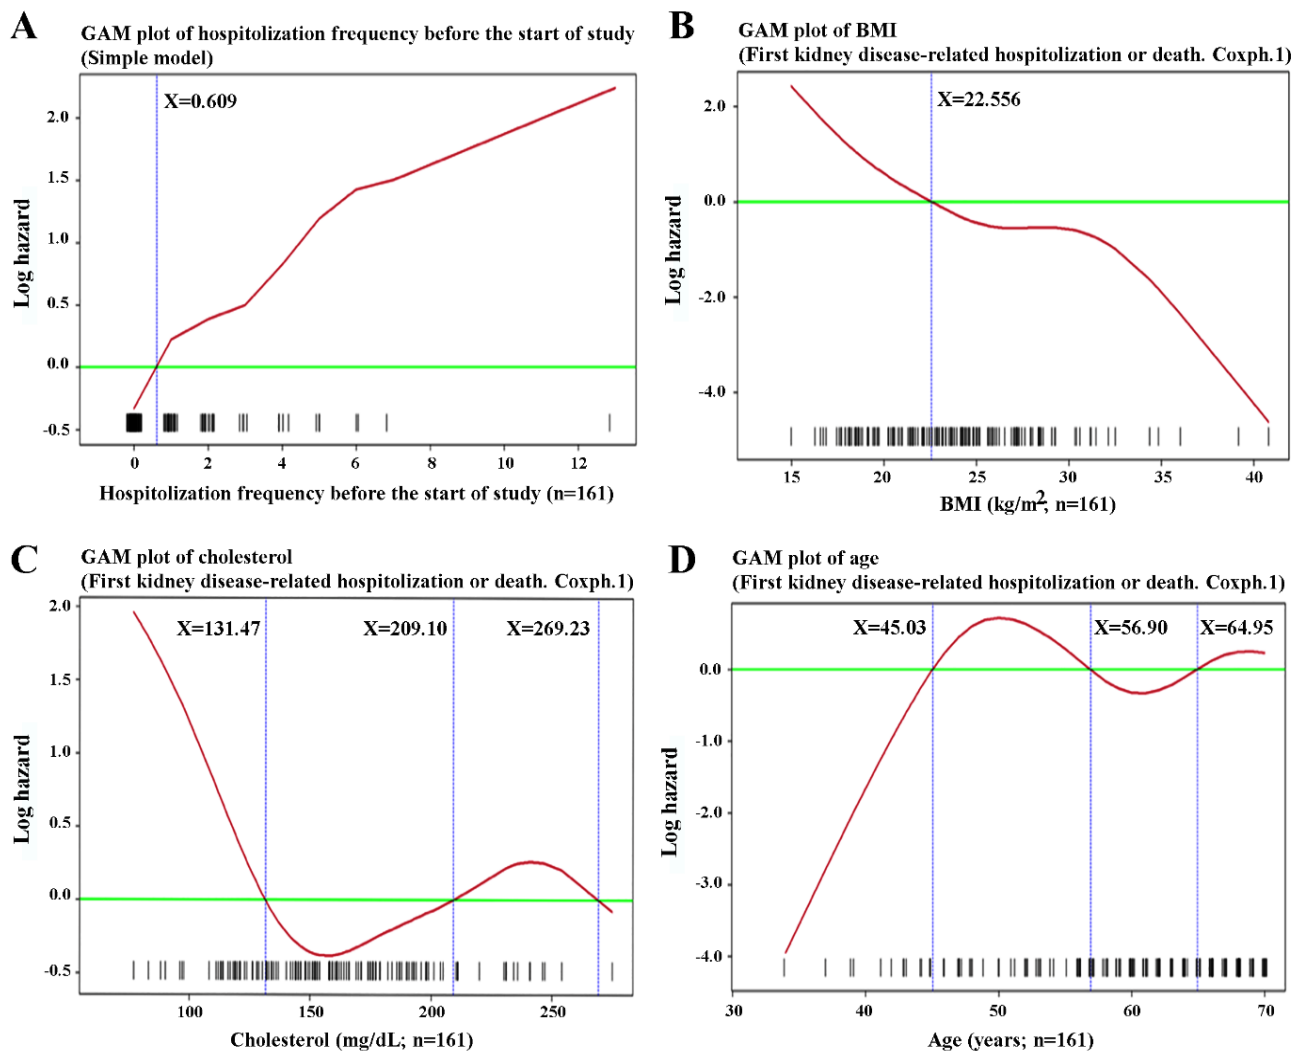 A
GAM plot of hospitolization frequency before the start of study
(Simple model)
X=0.609
2.0
1.5
1.0
0.5
0.0
-0.5
Log hazard
0 2 4 6 8 10 12
Hospitolization frequency before the start of study (n=161)
B
GAM plot of BMI
(First kidney disease-related hospitolization or death. Coxph.1)
X=22.556
2.0
0.0
-2.0
-4.0
Log hazard
15 20 25 30 35 40
BMI (kg/m2; n=161)
C
GAM plot of cholesterol
(First kidney disease-related hospitolization or death. Coxph.1)
X=131.47 X=209.10 X=269.23
2.0
1.5
1.0
0.5
0.0
-0.5
Log hazard
100 150 200 250
Cholesterol (mg/dL; n=161)
D
GAM plot of age
(First kidney disease-related hospitolization or death. Coxph.1)
X=45.03 X=56.90 X=64.95
0.0
-1.0
-2.0
-3.0
-4.0
Log hazard
30 40 50 60 70
Age (years; n=161)